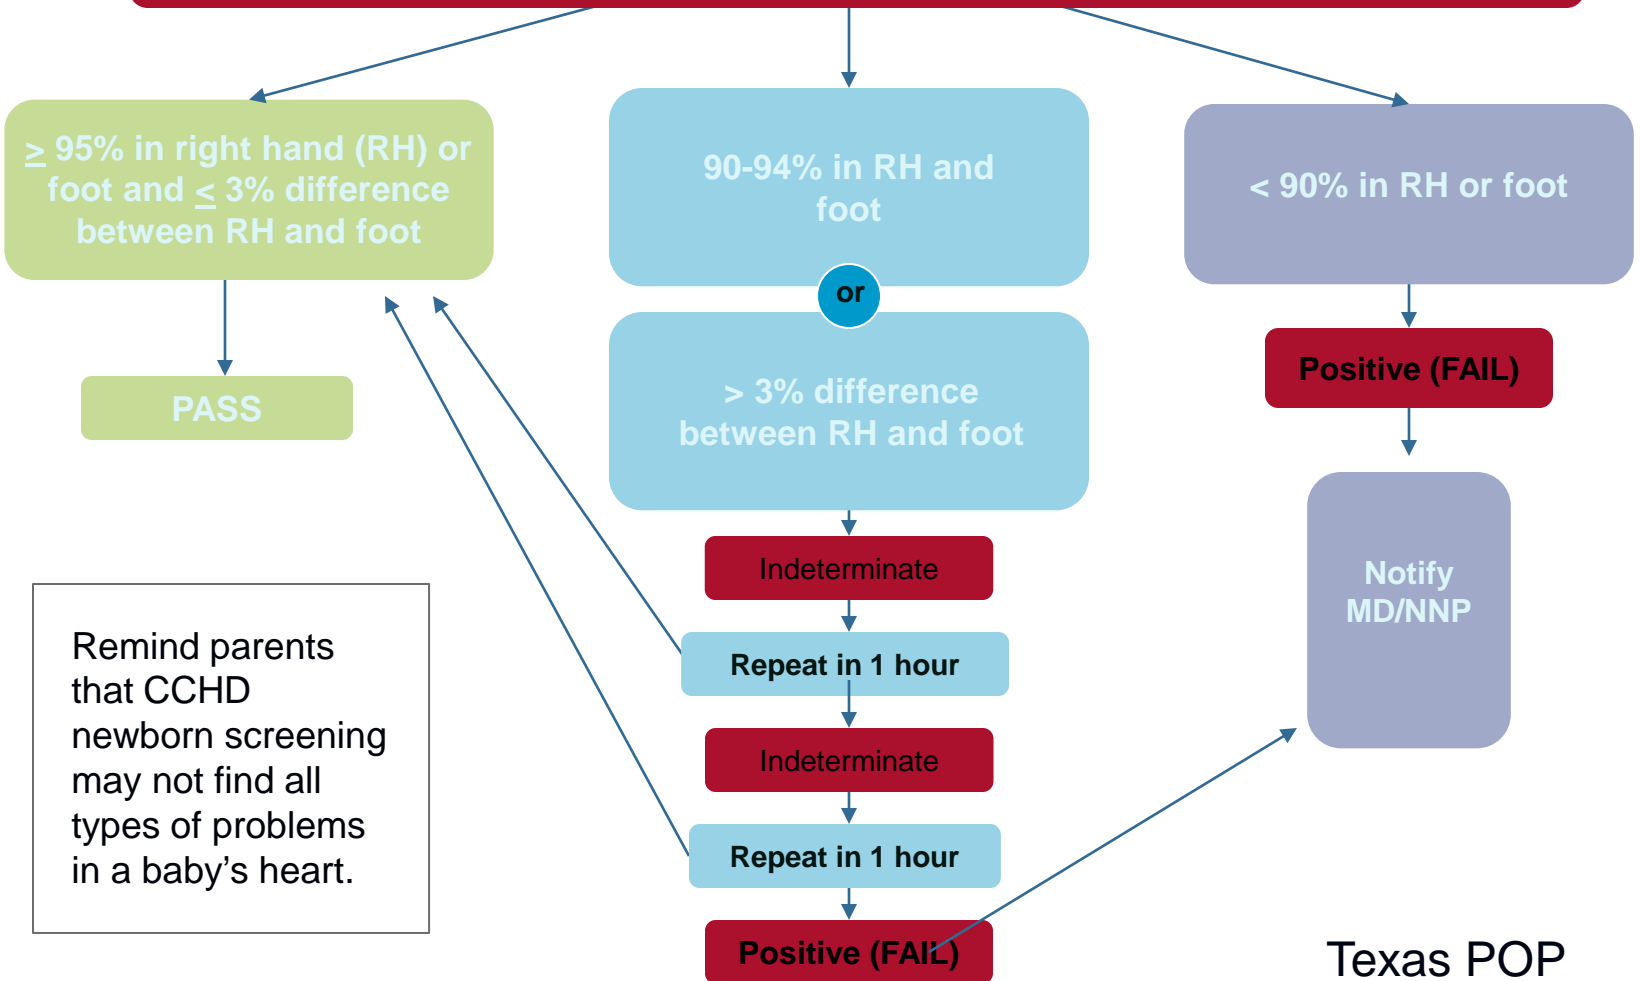 ≥ 95% in right hand (RH) or
foot and ≤ 3% difference
between RH and foot
PASS
90-94% in RH and
foot
or
> 3% difference
between RH and foot
Indeterminate
Repeat in 1 hour
Indeterminate
Repeat in 1 hour
Positive (FAIL)
< 90% in RH or foot
Positive (FAIL)
Notify
MD/NNP
Remind parents
that CCHD
newborn screening
may not find all
types of problems
in a baby’s heart.
Texas POP